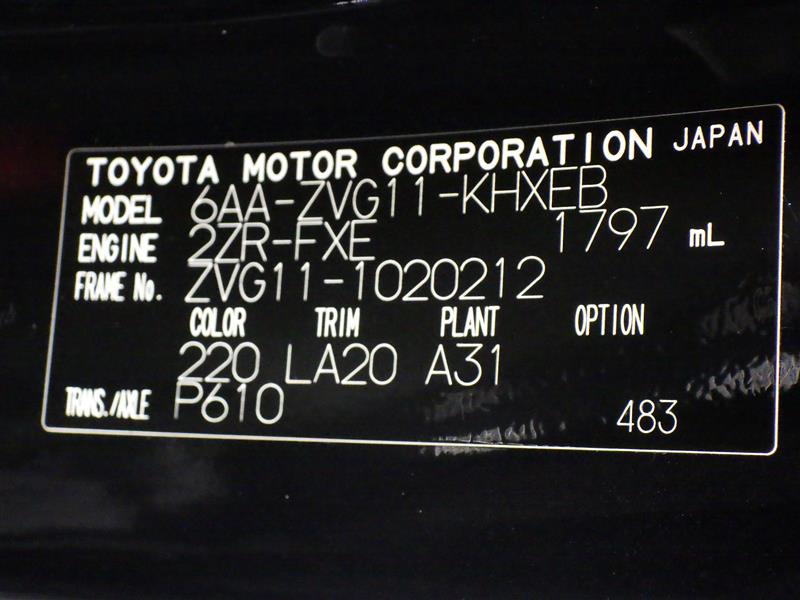 TOYOTA MOTOR CORPORATION JAPAN
MODEL 6AA-ZVG11-KHXEB
ENGINE 2ZR-FXE 1797 mL
FRAME No. ZVG11-1020212
COLOR TRIM PLANT OPTION
220 LA20 A31
TRANS./AXLE P610 483